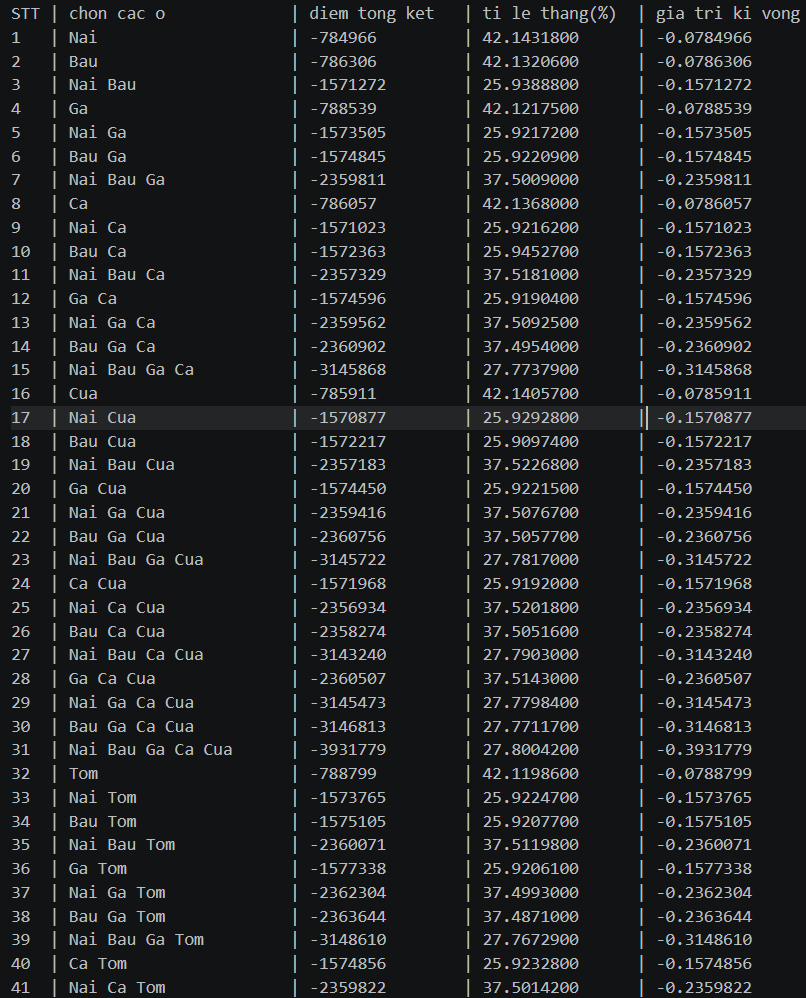 STT | chon cac o | diem tong ket | ti le thang(%) | gia tri ki vong
1 | Nai | -784966 | 42.1431800 | -0.0784966
2 | Bau | -786306 | 42.1320600 | -0.0786306
3 | Nai Bau | -1571272 | 25.9388800 | -0.1571272
4 | Ga | -788539 | 42.1217500 | -0.0788539
5 | Nai Ga | -1573505 | 25.9217200 | -0.1573505
6 | Bau Ga | -1574845 | 25.9220900 | -0.1574845
7 | Nai Bau Ga | -2359811 | 37.5009000 | -0.2359811
8 | Ca | -786057 | 42.1368000 | -0.0786057
9 | Nai Ca | -1571023 | 25.9216200 | -0.1571023
10 | Bau Ca | -1572363 | 25.9452700 | -0.1572363
11 | Nai Bau Ca | -2357329 | 37.5181000 | -0.2357329
12 | Ga Ca | -1574596 | 25.9190400 | -0.1574596
13 | Nai Ga Ca | -2359562 | 37.5092500 | -0.2359562
14 | Bau Ga Ca | -2360902 | 37.4954000 | -0.2360902
15 | Nai Bau Ga Ca | -3145868 | 27.7737900 | -0.3145868
16 | Cua | -785911 | 42.1405700 | -0.0785911
17 | Nai Cua | -1570877 | 25.9292800 | -0.1570877
18 | Bau Cua | -1572217 | 25.9097400 | -0.1572217
19 | Nai Bau Cua | -2357183 | 37.5226800 | -0.2357183
20 | Ga Cua | -1574450 | 25.9221500 | -0.1574450
21 | Nai Ga Cua | -2359416 | 37.5076700 | -0.2359416
22 | Bau Ga Cua | -2360756 | 37.5057700 | -0.2360756
23 | Nai Bau Ga Cua | -3145722 | 27.7817000 | -0.3145722
24 | Ca Cua | -1571968 | 25.9192000 | -0.1571968
25 | Nai Ca Cua | -2356934 | 37.5201800 | -0.2356934
26 | Bau Ca Cua | -2358274 | 37.5051600 | -0.2358274
27 | Nai Bau Ca Cua | -3143240 | 27.7903000 | -0.3143240
28 | Ga Ca Cua | -2360507 | 37.5143000 | -0.2360507
29 | Nai Ga Ca Cua | -3145473 | 27.7798400 | -0.3145473
30 | Bau Ga Ca Cua | -3146813 | 27.7711700 | -0.3146813
31 | Nai Bau Ga Ca Cua | -3931779 | 27.8004200 | -0.3931779
32 | Tom | -788799 | 42.1198600 | -0.0788799
33 | Nai Tom | -1573765 | 25.9224700 | -0.1573765
34 | Bau Tom | -1575105 | 25.9207700 | -0.1575105
35 | Nai Bau Tom | -2360071 | 37.5119800 | -0.2360071
36 | Ga Tom | -1577338 | 25.9206100 | -0.1577338
37 | Nai Ga Tom | -2362304 | 37.4993000 | -0.2362304
38 | Bau Ga Tom | -2363644 | 37.4871000 | -0.2363644
39 | Nai Bau Ga Tom | -3148610 | 27.7672900 | -0.3148610
40 | Ca Tom | -1574856 | 25.9232800 | -0.1574856
41 | Nai Ca Tom | -2359822 | 37.5014200 | -0.2359822